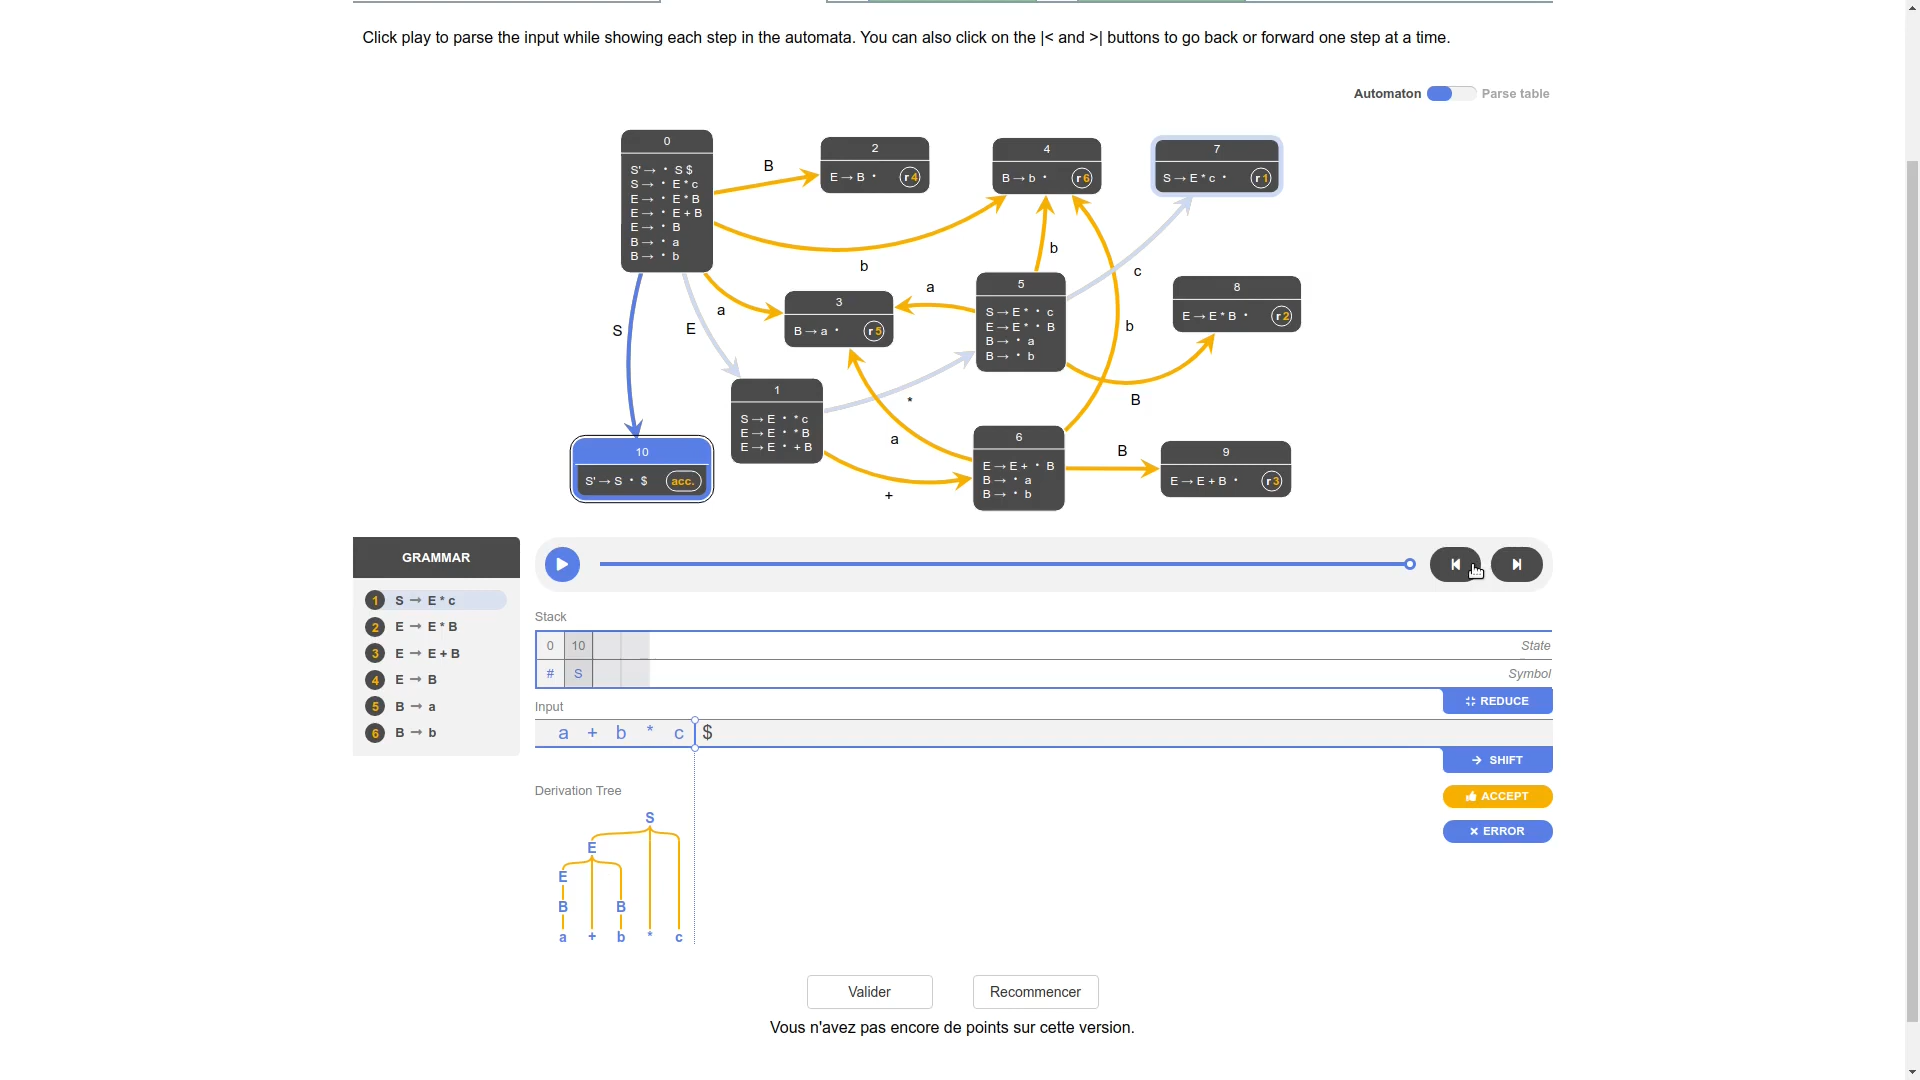 Click play to parse the input while showing each step in the automata. You can also click on the |< and >| buttons to go back or forward one step at a time.
Automaton Parse table
0
S' → • S $
S → • E * c
E → • E * B
E → • E + B
E → • B
B → • a
B → • b
B
2
E → B • r4
4
B → b • r6
7
S → E * c • r1
b
b
c
a
3
B → a • r5
a
5
S → E * • c
E → E * • B
B → • a
B → • b
8
E → E * B • r2
S
E
b
1
S → E • * c
E → E • * B
E → E • + B
*
B
a
10
S' → S • $ acc.
6
E → E + • B
B → • a
B → • b
B
9
E → E + B • r3
+
GRAMMAR
1 S → E * c
2 E → E * B
3 E → E + B
4 E → B
5 B → a
6 B → b
Stack
0 10 State
# S Symbol
REDUCE
Input
a + b * c $
SHIFT
ACCEPT
ERROR
Derivation Tree
S
E
E
B B
a + b * c
Valider Recommencer
Vous n'avez pas encore de points sur cette version.